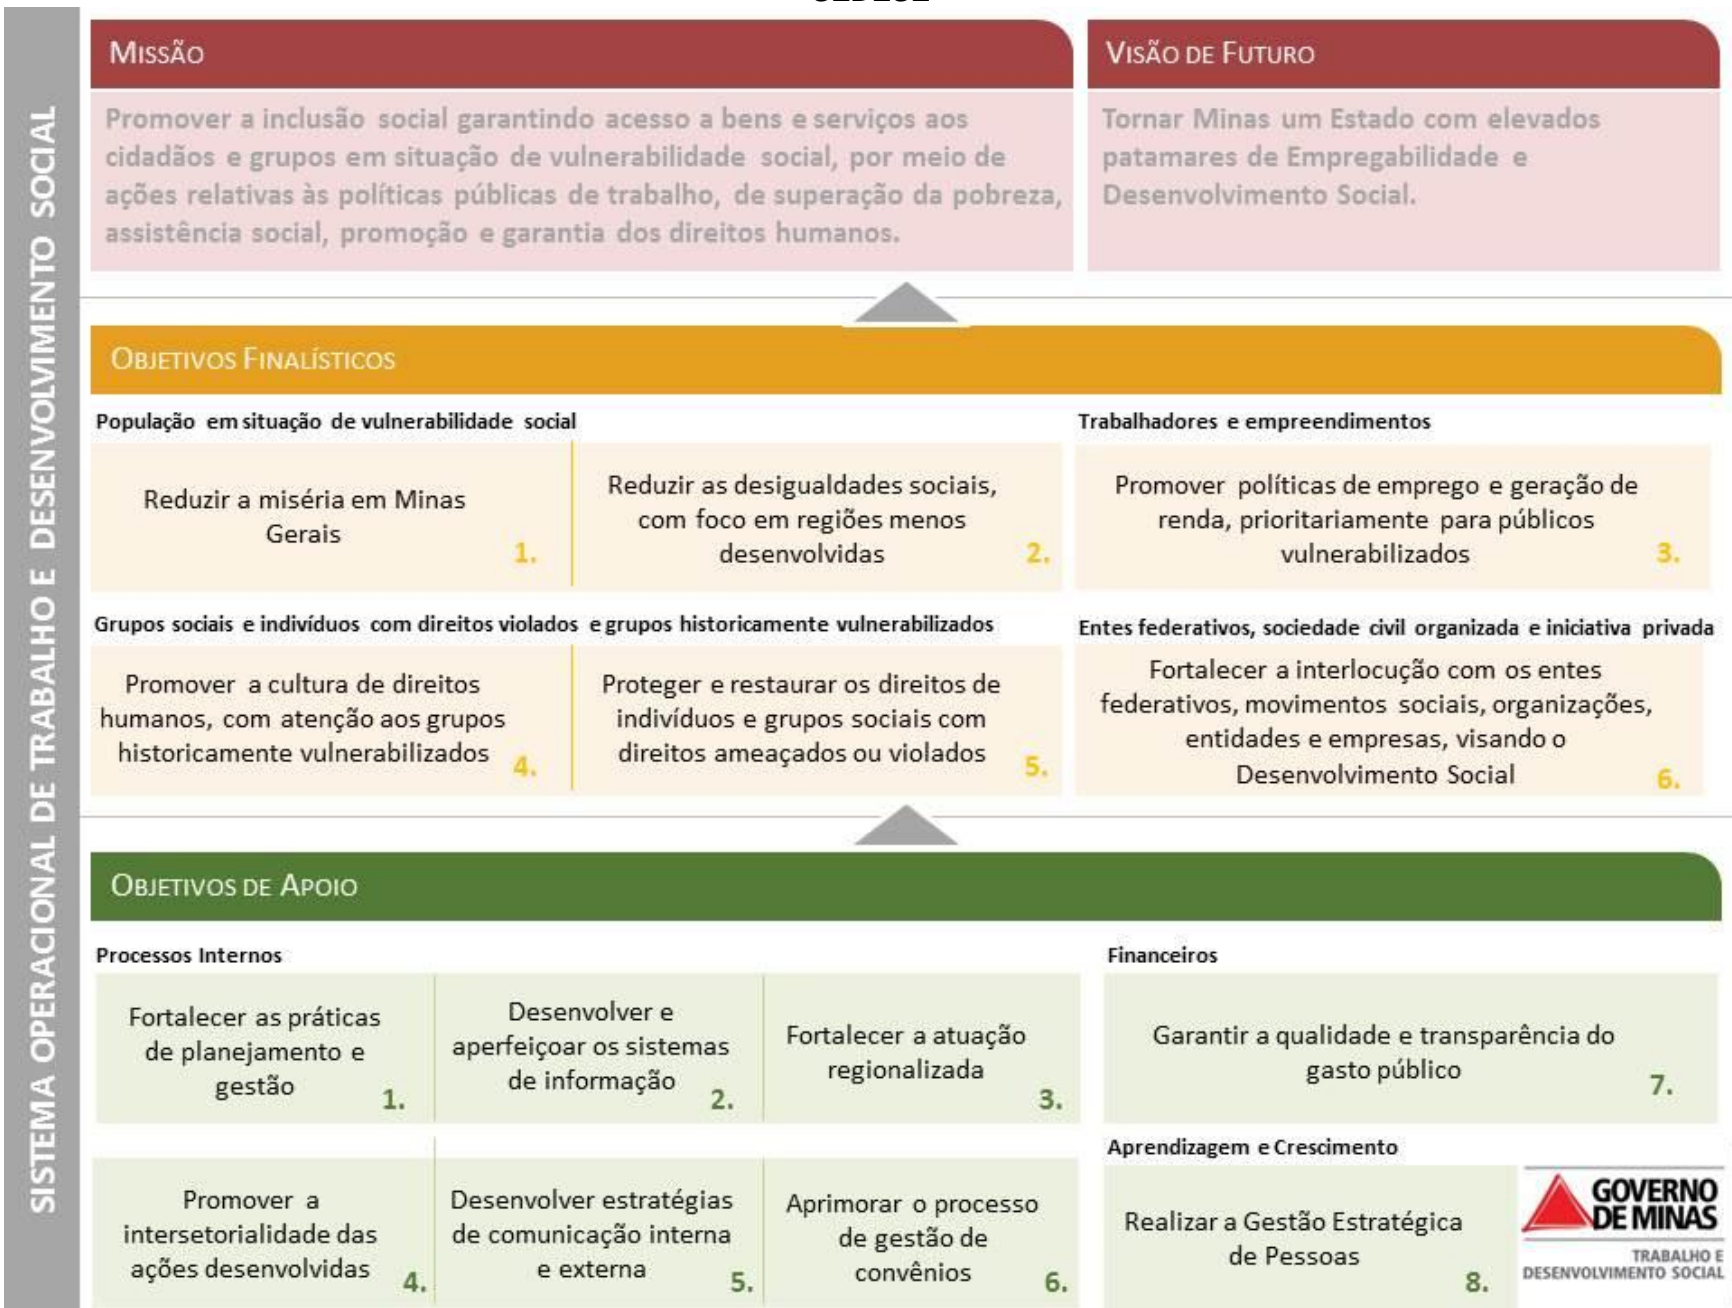 MISSÃO
Promover a inclusão social garantindo acesso a bens e serviços aos
cidadãos e grupos em situação de vulnerabilidade social, por meio de
ações relativas às políticas públicas de trabalho, de superação da pobreza,
assistência social, promoção e garantia dos direitos humanos.
VISÃO DE FUTURO
Tornar Minas um Estado com elevados
patamares de Empregabilidade e
Desenvolvimento Social.
SISTEMA OPERACIONAL DE TRABALHO E DESENVOLVIMENTO SOCIAL
OBJETIVOS FINALÍSTICOS
População em situação de vulnerabilidade social
Reduzir a miséria em Minas
Gerais
1.
Reduzir as desigualdades sociais,
com foco em regiões menos
desenvolvidas
2.
Trabalhadores e empreendimentos
Promover políticas de emprego e geração de
renda, prioritariamente para públicos
vulnerabilizados
3.
Grupos sociais e indivíduos com direitos violados e grupos historicamente vulnerabilizados
Promover a cultura de direitos
humanos, com atenção aos grupos
historicamente vulnerabilizados
4.
Proteger e restaurar os direitos de
indivíduos e grupos sociais com
direitos ameaçados ou violados
5.
Entes federativos, sociedade civil organizada e iniciativa privada
Fortalecer a interlocução com os entes
federativos, movimentos sociais, organizações,
entidades e empresas, visando o
Desenvolvimento Social
6.
OBJETIVOS DE APOIO
Processos Internos
Fortalecer as práticas
de planejamento e
gestão
1.
Desenvolver e
aperfeiçoar os sistemas
de informação
2.
Fortalecer a atuação
regionalizada
3.
Financeiros
Garantir a qualidade e transparência do
gasto público
7.
Promover a
intersetorialidade das
ações desenvolvidas
4.
Desenvolver estratégias
de comunicação interna
e externa
5.
Aprimorar o processo
de gestão de
convênios
6.
Aprendizagem e Crescimento
Realizar a Gestão Estratégica
de Pessoas
8.
GOVERNO
DE MINAS
TRABALHO E
DESENVOLVIMENTO SOCIAL